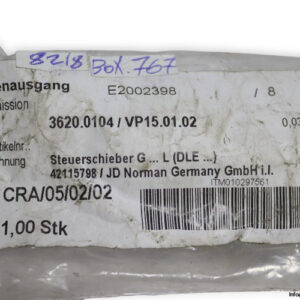 8218 Box.767
enausgang E2002398 / 8
ission
3620.0104 / VP15.01.02 0,03
tikelnr.:
hnung Steuerschieber G ... L (DLE ...)
42115798 / JD Norman Germany GmbH i.I.
ITM010297561
CRA/05/02/02
1,00 Stk